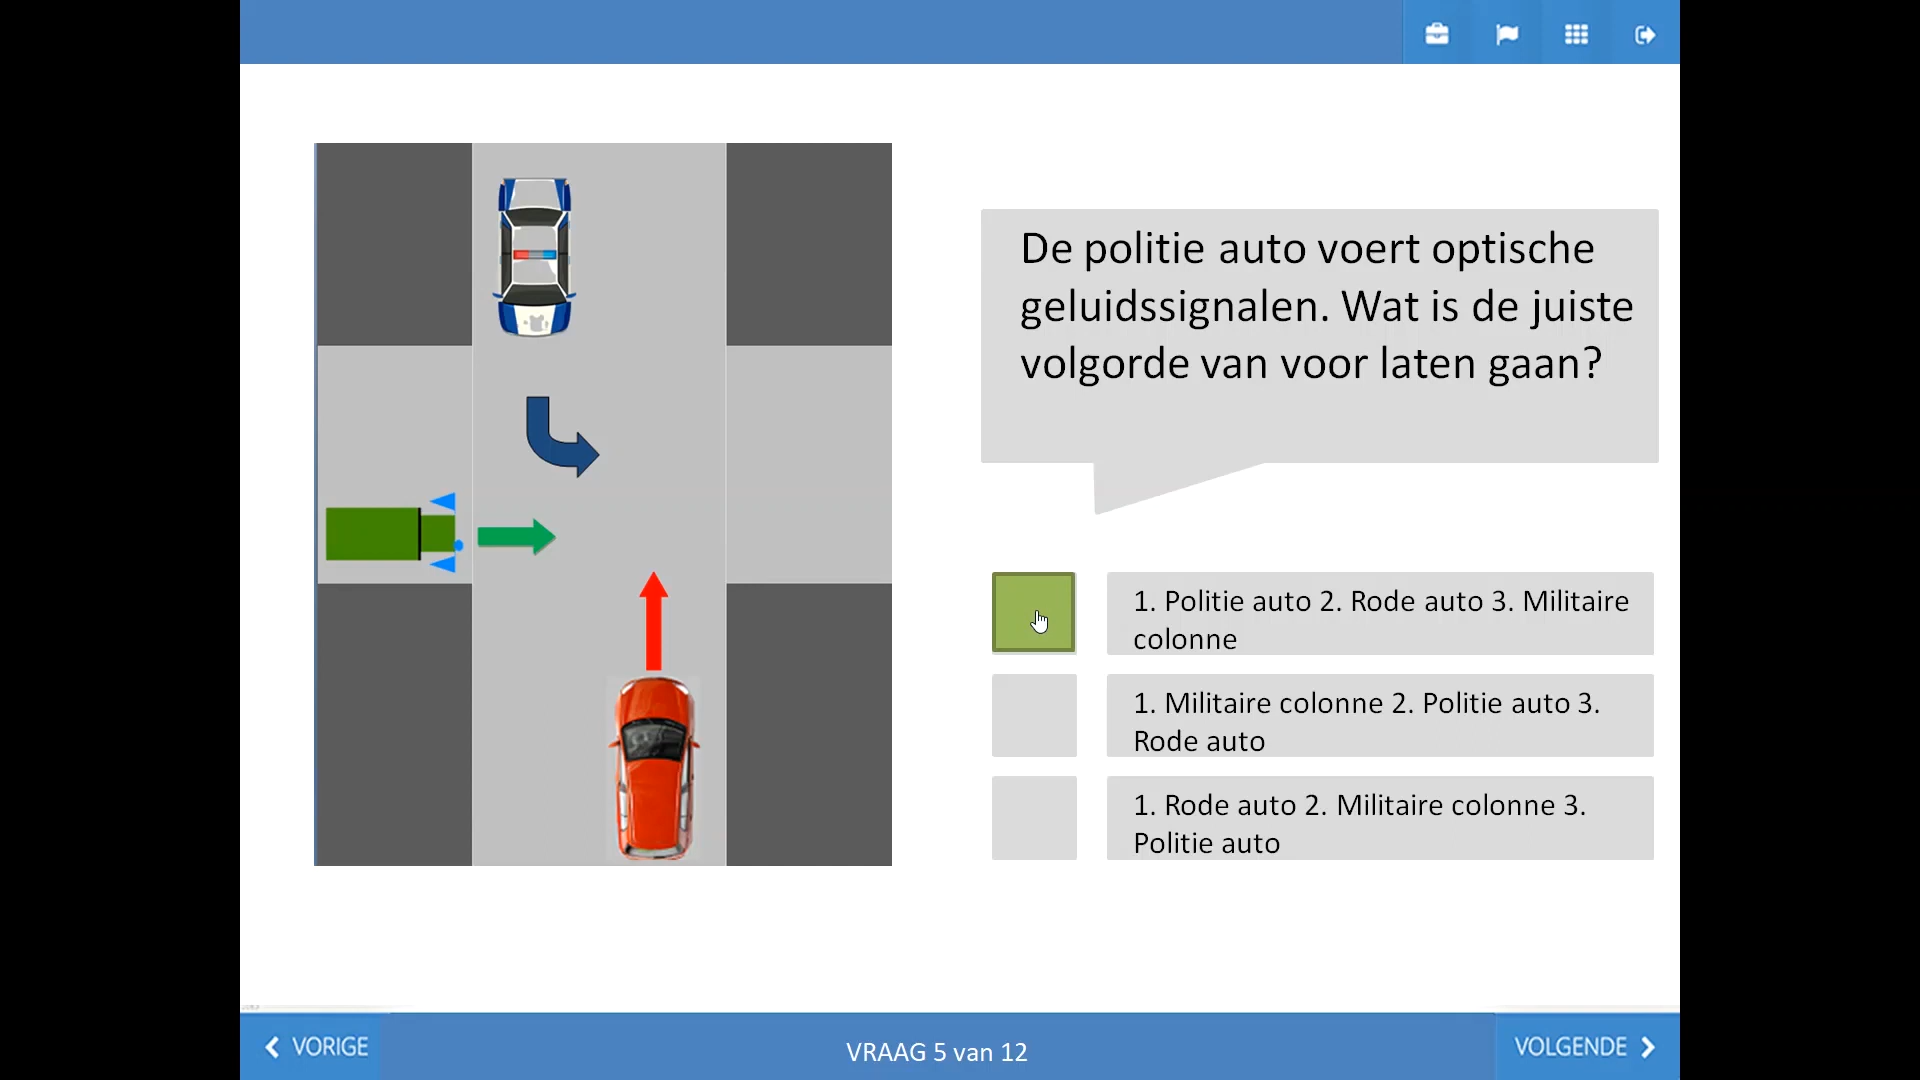 De politie auto voert optische
geluidssignalen. Wat is de juiste
volgorde van voor laten gaan?
1. Politie auto 2. Rode auto 3. Militaire
colonne
1. Militaire colonne 2. Politie auto 3.
Rode auto
1. Rode auto 2. Militaire colonne 3.
Politie auto
VORIGE
VRAAG 5 van 12
VOLGENDE